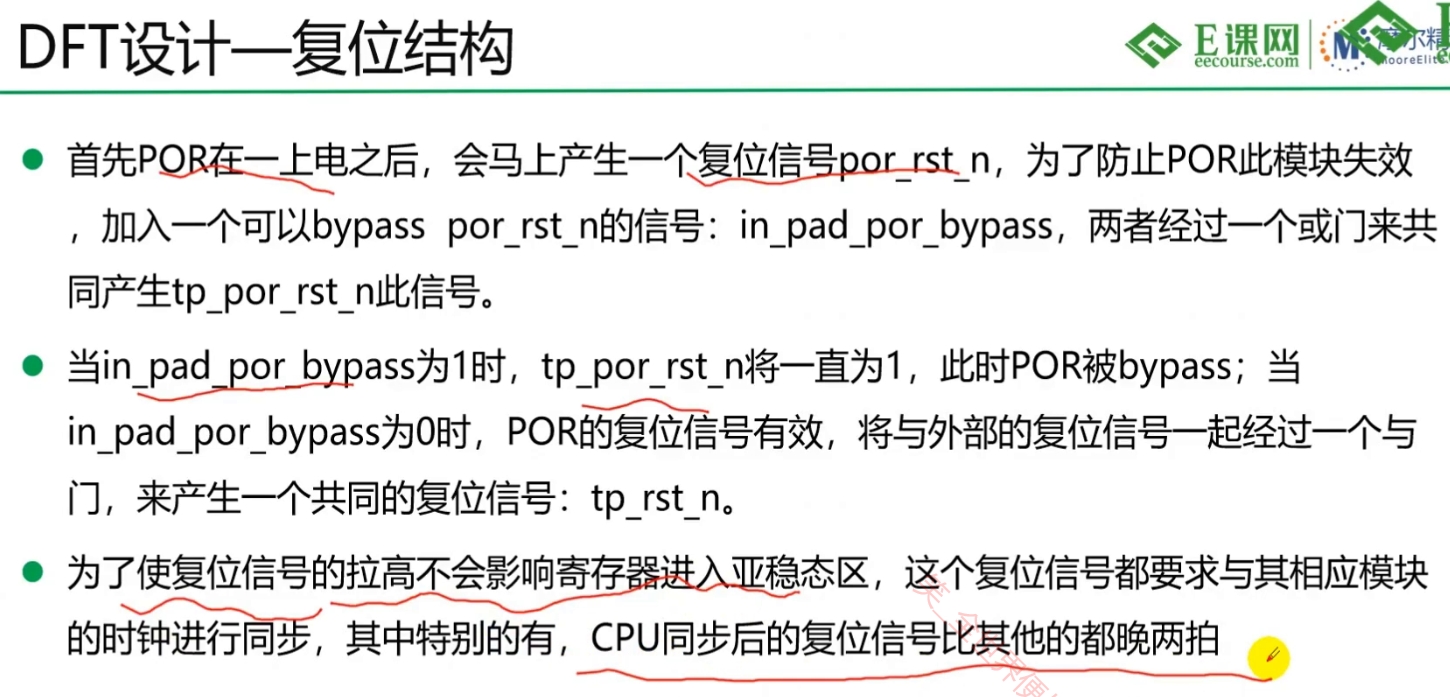 DFT设计—复位结构
E课网
eecourse.com
MooreElite
首先POR在一上电之后，会马上产生一个复位信号por_rst_n，为了防止POR此模块失效
，加入一个可以bypass por_rst_n的信号：in_pad_por_bypass，两者经过一个或门来共
同产生tp_por_rst_n此信号。
当in_pad_por_bypass为1时，tp_por_rst_n将一直为1，此时POR被bypass；当
in_pad_por_bypass为0时，POR的复位信号有效，将与外部的复位信号一起经过一个与
门，来产生一个共同的复位信号：tp_rst_n。
为了使复位信号的拉高不会影响寄存器进入亚稳态区，这个复位信号都要求与其相应模块
的时钟进行同步，其中特别的有，CPU同步后的复位信号比其他的都晚两拍